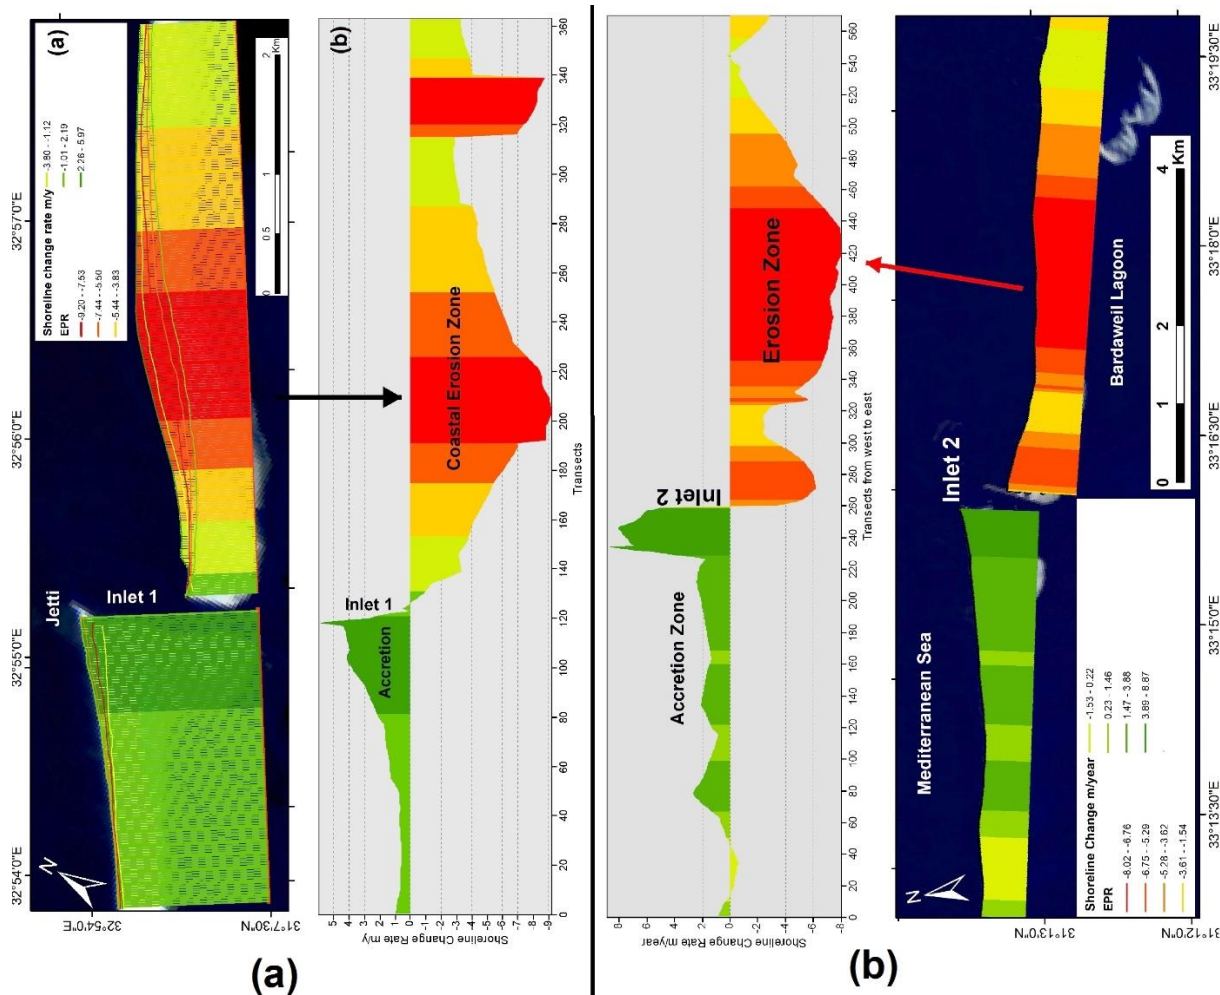 (a)
32°54'0"E
32°55'0"E
32°56'0"E
32°57'0"E
31°7'30"N
N
Jetti
Inlet 1
Shoreline change rate m/y
EPR
-9.20 - -7.53
-7.44 - -5.50
-5.44 - -3.83
-3.80 - -1.12
-1.01 - 2.19
2.26 - 5.97
0 0.5 1 2
Km
(b)
Shoreline Change Rate m/y
5 4 3 2 1 0 -1 -2 -3 -4 -5 -6 -7 -8 -9
Accretion
Inlet 1
Coastal Erosion Zone
0 20 40 60 80 100 120 140 160 180 200 220 240 260 280 300 320 340 360
Transects
(a)
Shoreline Change Rate m/year
8 6 4 2 0 -2 -4 -6 -8
Accretion Zone
Inlet 2
Erosion Zone
0 20 40 60 80 100 120 140 160 180 200 220 240 260 280 300 320 340 360 380 400 420 440 460 480 500 520 540 560
Transects from west to east
N
Mediterranean Sea
Inlet 2
Bardaweil Lagoon
Shoreline Change m/year
EPR
-8.02 - -6.76
-6.75 - -5.29
-5.28 - -3.62
-3.61 - -1.54
-1.53 - 0.22
0.23 - 1.46
1.47 - 3.88
3.89 - 8.87
0 1 2 4
Km
31°13'0"N
31°12'0"N
33°13'30"E
33°15'0"E
33°16'30"E
33°18'0"E
33°19'30"E
(b)